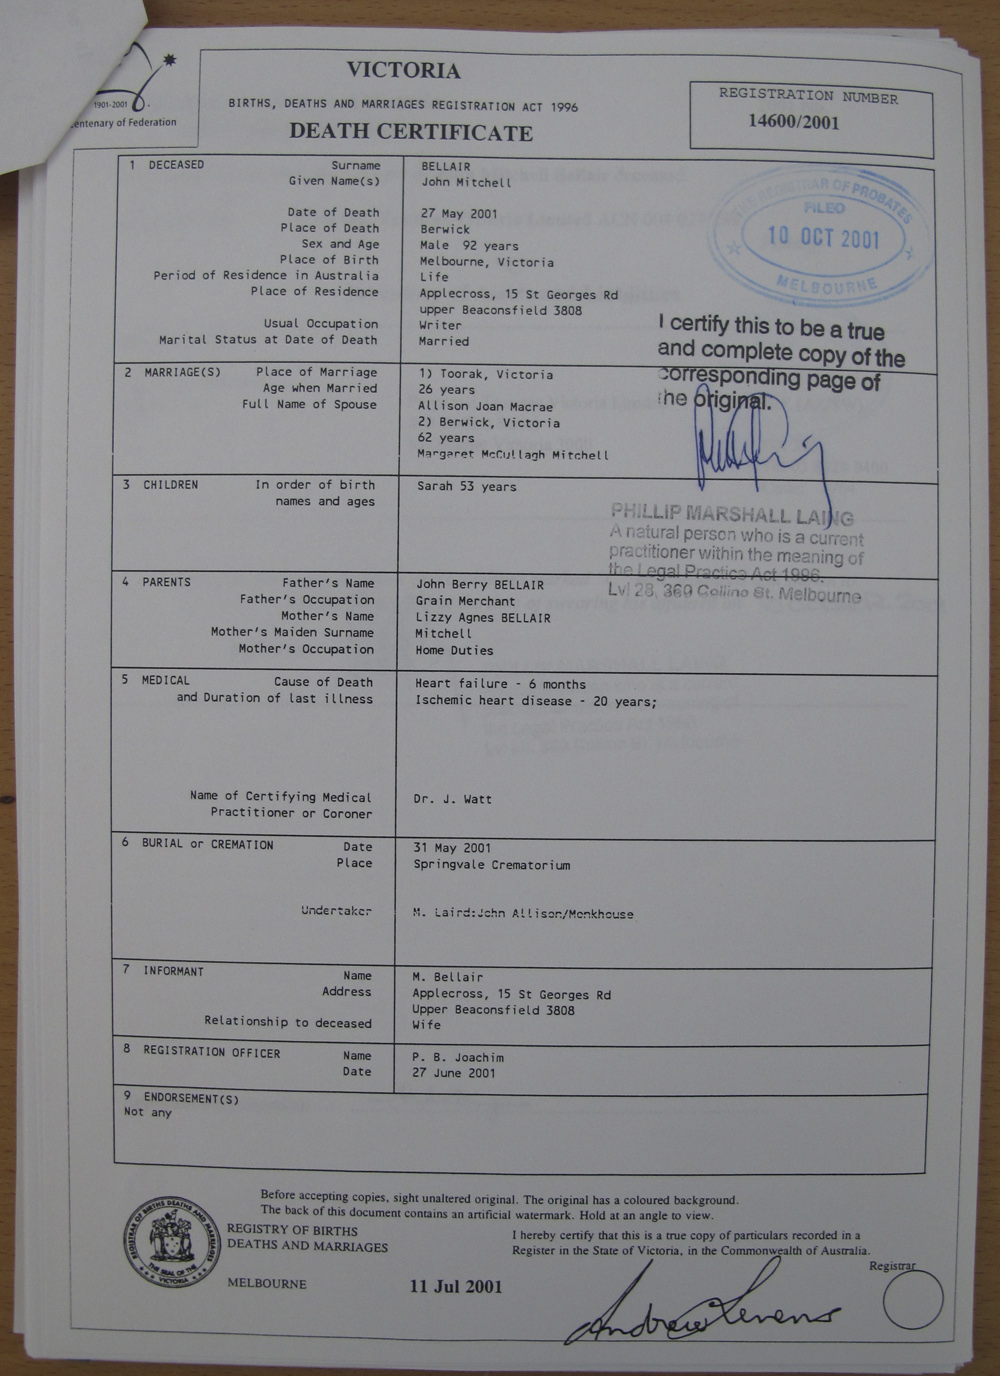 1901-2001
entenary of Federation
VICTORIA
BIRTHS, DEATHS AND MARRIAGES REGISTRATION ACT 1996
DEATH CERTIFICATE
REGISTRATION NUMBER
14600/2001
1 DECEASED Surname BELLAIR
Given Name(s) John Mitchell
Date of Death 27 May 2001
Place of Death Berwick
Sex and Age Male 92 years
Place of Birth Melbourne, Victoria
Period of Residence in Australia Life
Place of Residence Applecross, 15 St Georges Rd
upper Beaconsfield 3808
Usual Occupation Writer
Marital Status at Date of Death Married
THE REGISTRAR OF PROBATES
FILED
10 OCT 2001
MELBOURNE
I certify this to be a true
and complete copy of the
corresponding page of
the original.
2 MARRIAGE(S) Place of Marriage 1) Toorak, Victoria
Age when Married 26 years
Full Name of Spouse Allison Joan Macrae
2) Berwick, Victoria
62 years
Margaret McCullagh Mitchell
3 CHILDREN In order of birth Sarah 53 years
names and ages
PHILLIP MARSHALL LAING
A natural person who is a current
practitioner within the meaning of
the Legal Practice Act 1996.
Lvl 28, 360 Collins St. Melbourne
4 PARENTS Father's Name John Berry BELLAIR
Father's Occupation Grain Merchant
Mother's Name Lizzy Agnes BELLAIR
Mother's Maiden Surname Mitchell
Mother's Occupation Home Duties
5 MEDICAL Cause of Death Heart failure - 6 months
and Duration of last illness Ischemic heart disease - 20 years;
Name of Certifying Medical Dr. J. Watt
Practitioner or Coroner
6 BURIAL or CREMATION Date 31 May 2001
Place Springvale Crematorium
Undertaker M. Laird:John Allison/Monkhouse
7 INFORMANT Name M. Bellair
Address Applecross, 15 St Georges Rd
Upper Beaconsfield 3808
Relationship to deceased Wife
8 REGISTRATION OFFICER Name P. B. Joachim
Date 27 June 2001
9 ENDORSEMENT(S)
Not any
Before accepting copies, sight unaltered original. The original has a coloured background.
The back of this document contains an artificial watermark. Hold at an angle to view.
REGISTRAR OF BIRTHS DEATHS AND MARRIAGES
THE SEAL OF THE
VICTORIA
REGISTRY OF BIRTHS
DEATHS AND MARRIAGES
MELBOURNE
11 Jul 2001
I hereby certify that this is a true copy of particulars recorded in a
Register in the State of Victoria, in the Commonwealth of Australia.
Registrar
Andrew Levens